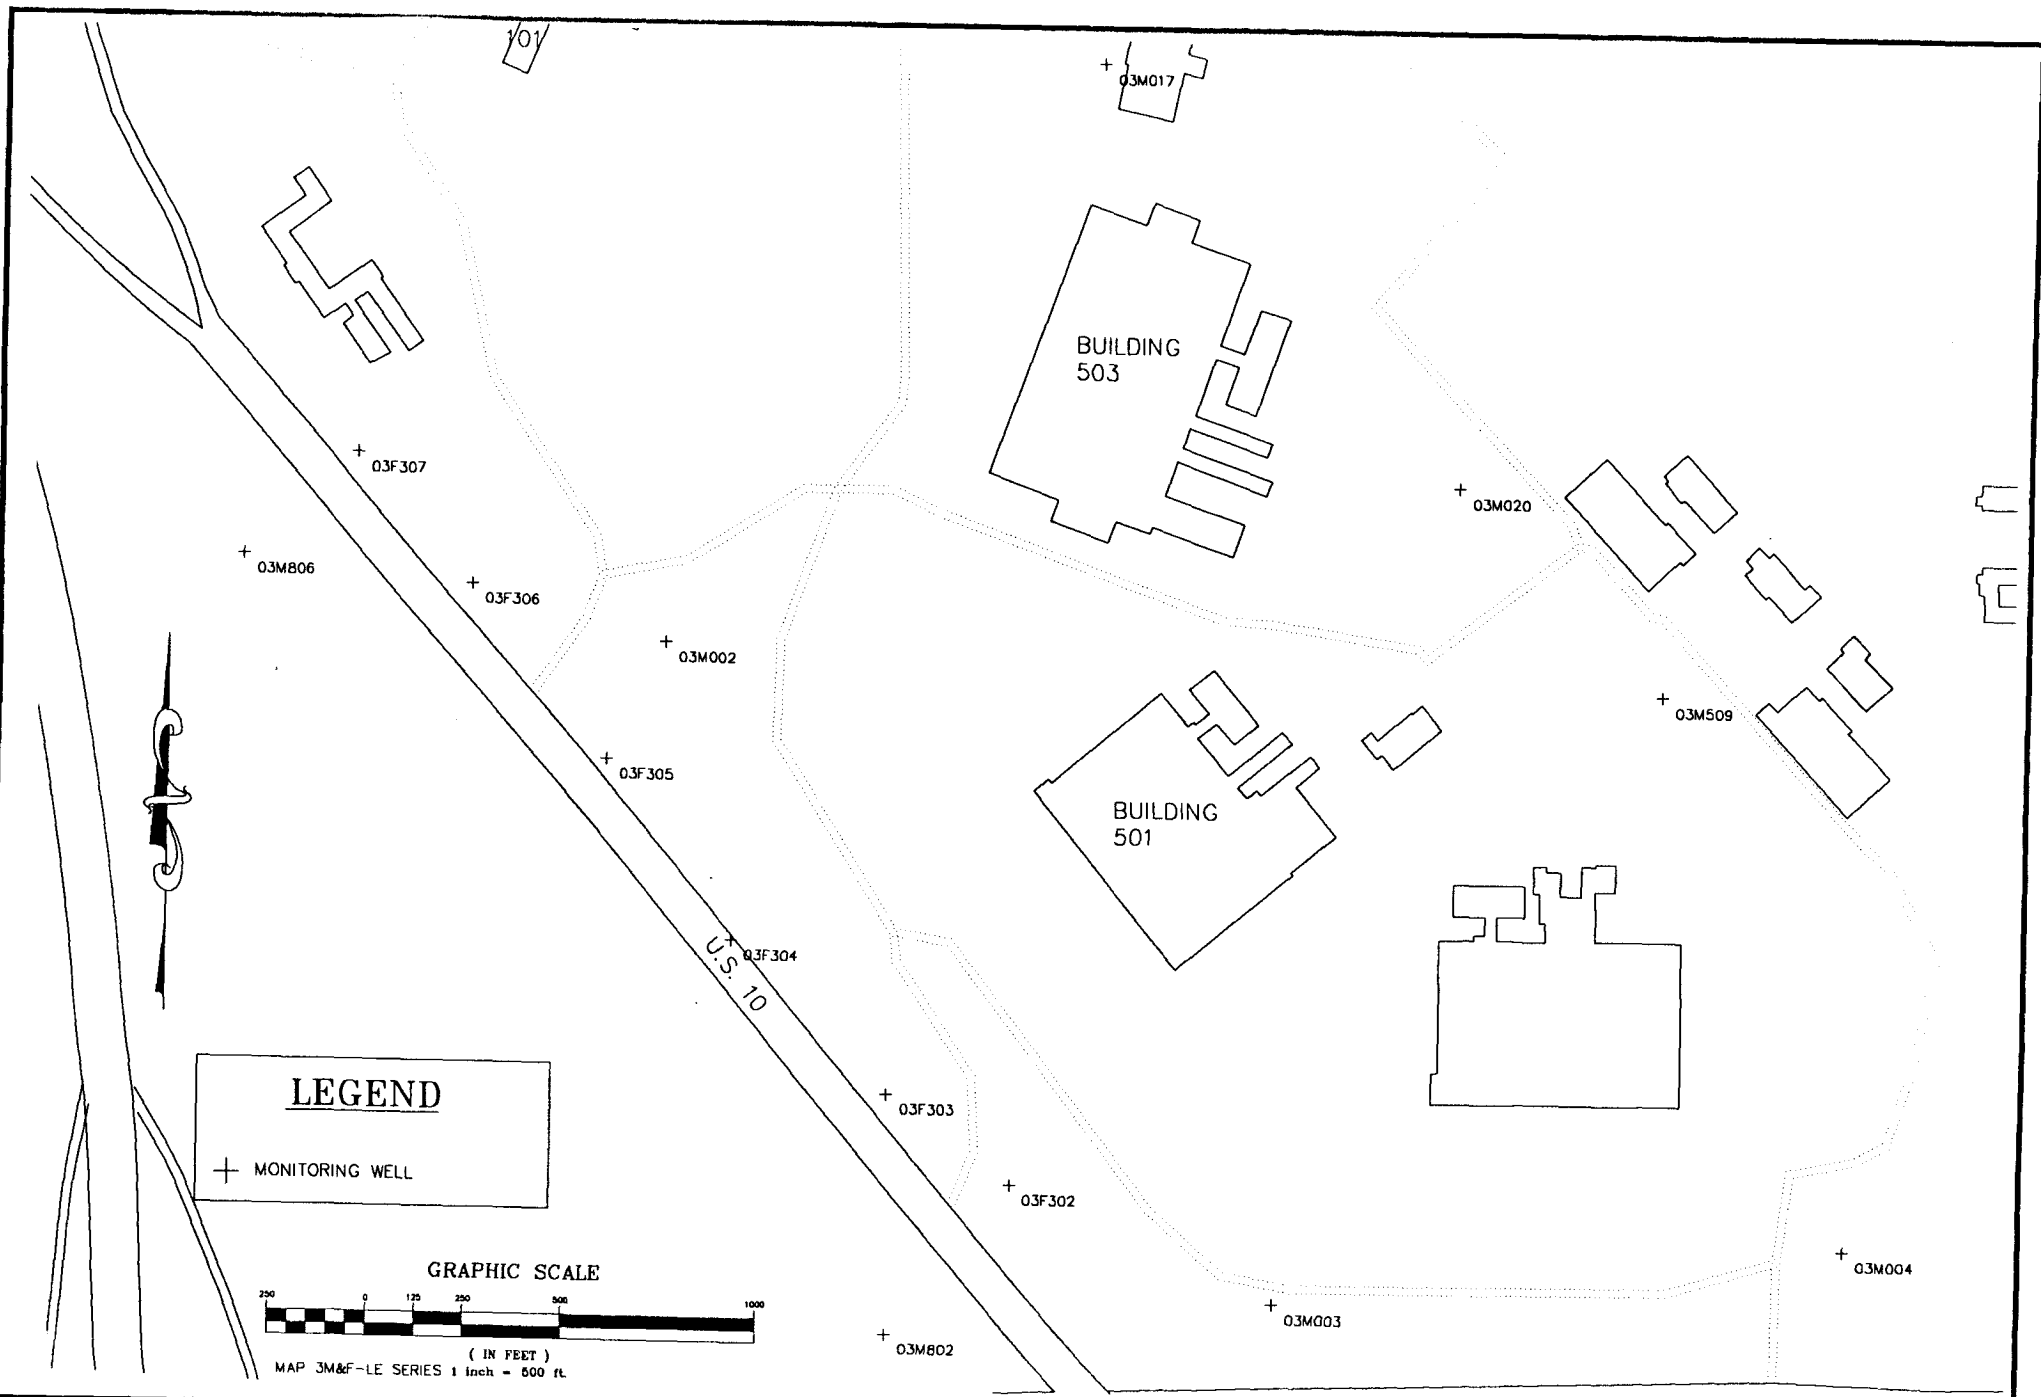 101
03M017
BUILDING
503
03F307
03M020
03M806
03F306
03M002
03M509
03F305
BUILDING
501
03F304
U.S. 10
LEGEND
03F303
MONITORING WELL
03F302
03M004
GRAPHIC SCALE
250 0 125 250 500 1000
03M003
03M802
( IN FEET )
MAP 3M&F-LE SERIES 1 inch = 500 ft.